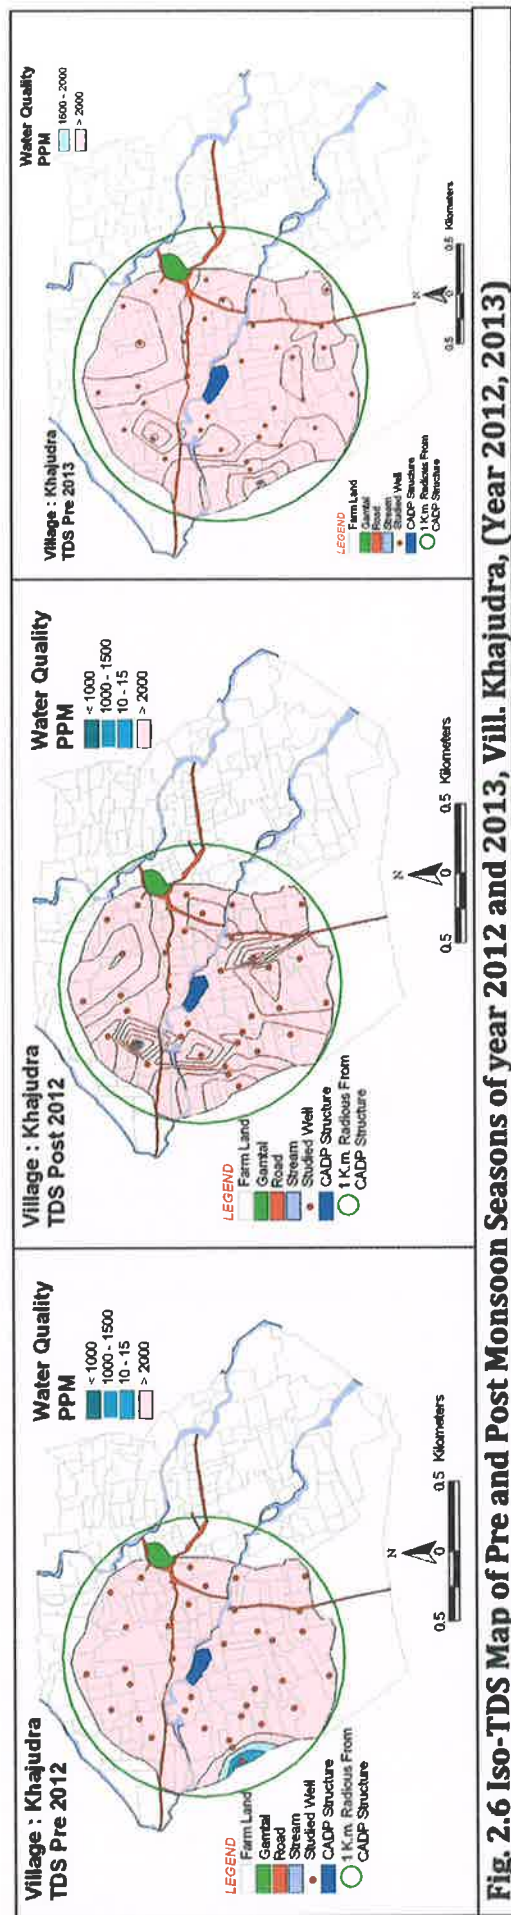 Village : Khajudra
TDS Pre 2012
Water Quality
PPM
< 1000
1000 - 1500
10 - 15
> 2000
LEGEND
Farm Land
Gamtal
Road
Stream
Studied Well
CADP Structure
1 K.m. Radious From
CADP Structure
N
0.5 0 0.5 Kilometers
Village : Khajudra
TDS Post 2012
Water Quality
PPM
< 1000
1000 - 1500
10 - 15
> 2000
LEGEND
Farm Land
Gamtal
Road
Stream
Studied Well
CADP Structure
1 K.m. Radious From
CADP Structure
N
0.5 0 0.5 Kilometers
Village : Khajudra
TDS Pre 2013
Water Quality
PPM
1600 - 2000
> 2000
LEGEND
Farm Land
Gamtal
Road
Stream
Studied Well
CADP Structure
1 K.m. Radious From
CADP Structure
N
0.5 0 0.5 Kilometers
Fig. 2.6 Iso-TDS Map of Pre and Post Monsoon Seasons of year 2012 and 2013, Vill. Khajudra, (Year 2012, 2013)